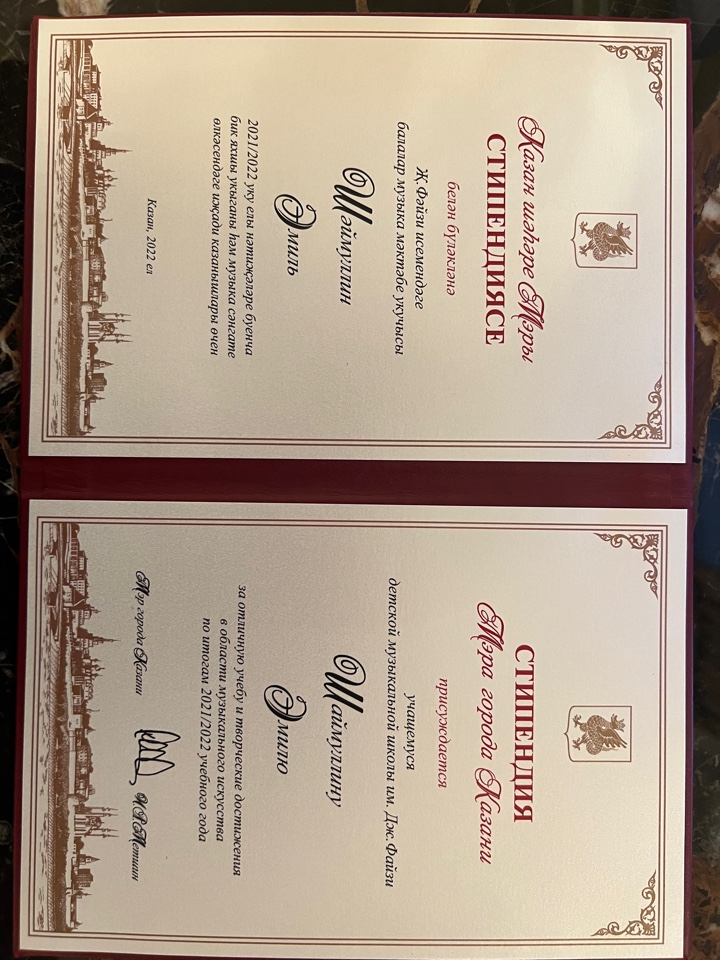 Казан шәһәре Мэры
СТИПЕНДИЯСЕ
белән бүләкләнә
Җ.Фәйзи исемендәге
балалар музыка мәктәбе укучысы
Шәймуллин
Эмиль
2021/2022 уку елы нәтиҗәләре буенча
бик яхшы укыганы һәм музыка сәнгате
өлкәсендәге иҗади казанышлары өчен
Казан, 2022 ел
СТИПЕНДИЯ
Мэра города Казани
присуждается
учащемуся
детской музыкальной школы им. Дж.Файзи
Шаймуллину
Эмилю
за отличную учебу и творческие достижения
в области музыкального искусства
по итогам 2021/2022 учебного года
Мэр города Казани И.Р.Метшин